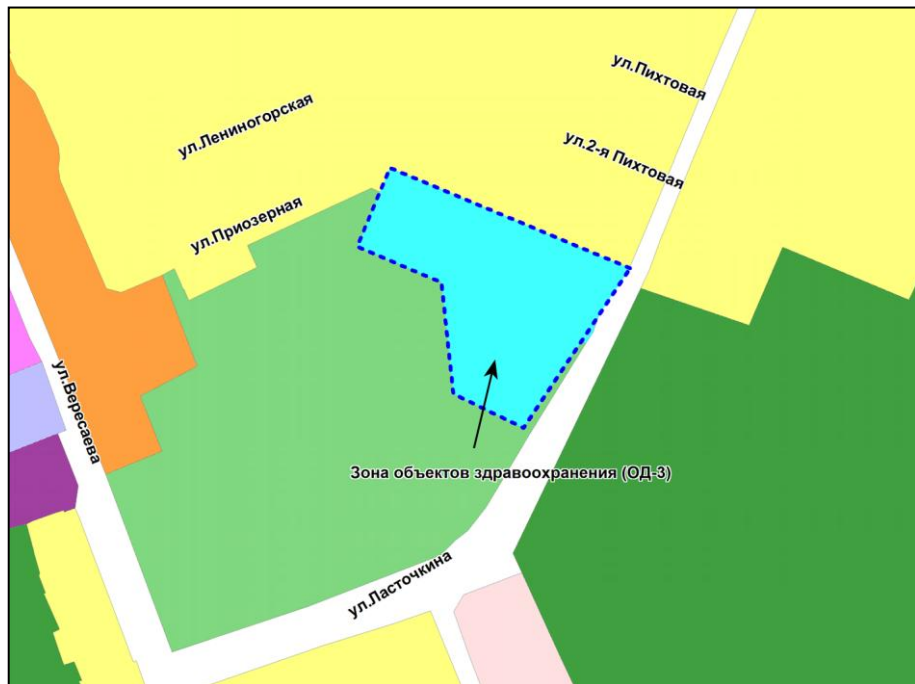 ул.Пихтовая
ул.Лениногорская
ул.2-я Пихтовая
ул.Приозерная
ул.Вересаева
Зона объектов здравоохранения (ОД-3)
ул.Ласточкина